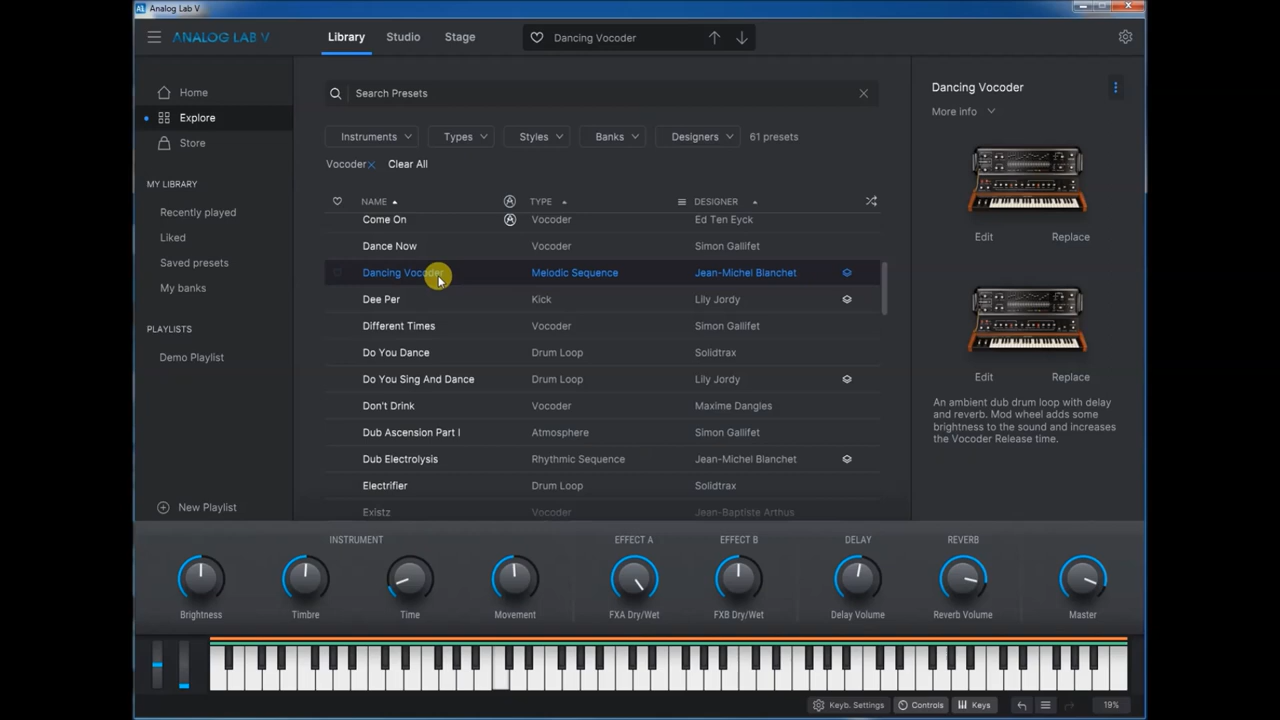 Analog Lab V
ANALOG LAB V
Library
Studio
Stage
Dancing Vocoder
Home
Explore
Store
MY LIBRARY
Recently played
Liked
Saved presets
My banks
PLAYLISTS
Demo Playlist
New Playlist
Search Presets
Instruments
Types
Styles
Banks
Designers
61 presets
Vocoder
Clear All
NAME TYPE DESIGNER
Come On Vocoder Ed Ten Eyck
Dance Now Vocoder Simon Gallifet
Dancing Vocoder Melodic Sequence Jean-Michel Blanchet
Dee Per Kick Lily Jordy
Different Times Vocoder Simon Gallifet
Do You Dance Drum Loop Solidtrax
Do You Sing And Dance Drum Loop Lily Jordy
Don't Drink Vocoder Maxime Dangles
Dub Ascension Part I Atmosphere Simon Gallifet
Dub Electrolysis Rhythmic Sequence Jean-Michel Blanchet
Electrifier Drum Loop Solidtrax
Existz Vocoder Jean-Baptiste Arthus
Dancing Vocoder
More info
Edit Replace
Edit Replace
An ambient dub drum loop with delay
and reverb. Mod wheel adds some
brightness to the sound and increases
the Vocoder Release time.
INSTRUMENT EFFECT A EFFECT B DELAY REVERB
Brightness Timbre Time Movement FXA Dry/Wet FXB Dry/Wet Delay Volume Reverb Volume Master
Keyb. Settings Controls Keys 19%